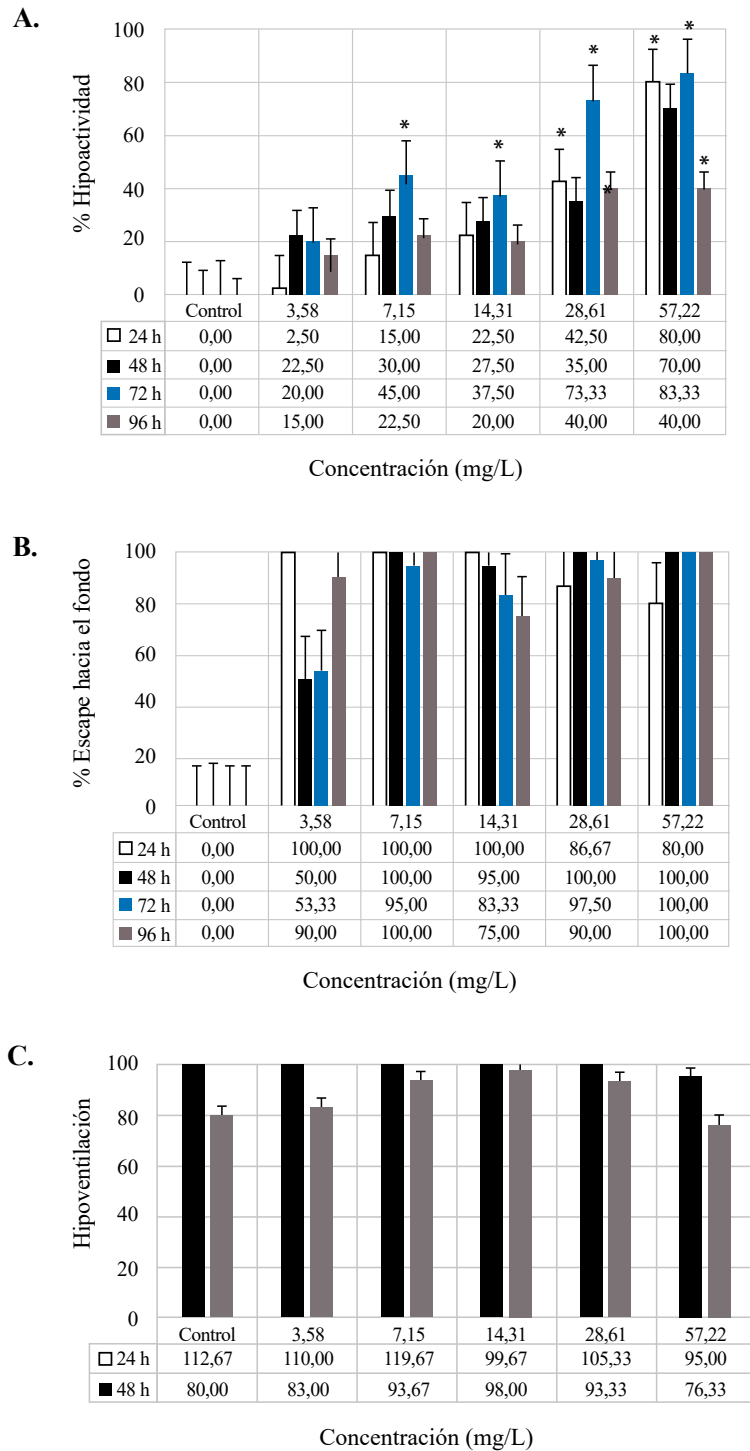 A.
% Hipoactividad
100
80
60
40
20
0
* * * * * * * *
Control 3,58 7,15 14,31 28,61 57,22
24 h 0,00 2,50 15,00 22,50 42,50 80,00
48 h 0,00 22,50 30,00 27,50 35,00 70,00
72 h 0,00 20,00 45,00 37,50 73,33 83,33
96 h 0,00 15,00 22,50 20,00 40,00 40,00
Concentración (mg/L)
B.
% Escape hacia el fondo
100
80
60
40
20
0
Control 3,58 7,15 14,31 28,61 57,22
24 h 0,00 100,00 100,00 100,00 86,67 80,00
48 h 0,00 50,00 100,00 95,00 100,00 100,00
72 h 0,00 53,33 95,00 83,33 97,50 100,00
96 h 0,00 90,00 100,00 75,00 90,00 100,00
Concentración (mg/L)
C.
Hipoventilación
100
80
60
40
20
0
Control 3,58 7,15 14,31 28,61 57,22
24 h 112,67 110,00 119,67 99,67 105,33 95,00
48 h 80,00 83,00 93,67 98,00 93,33 76,33
Concentración (mg/L)